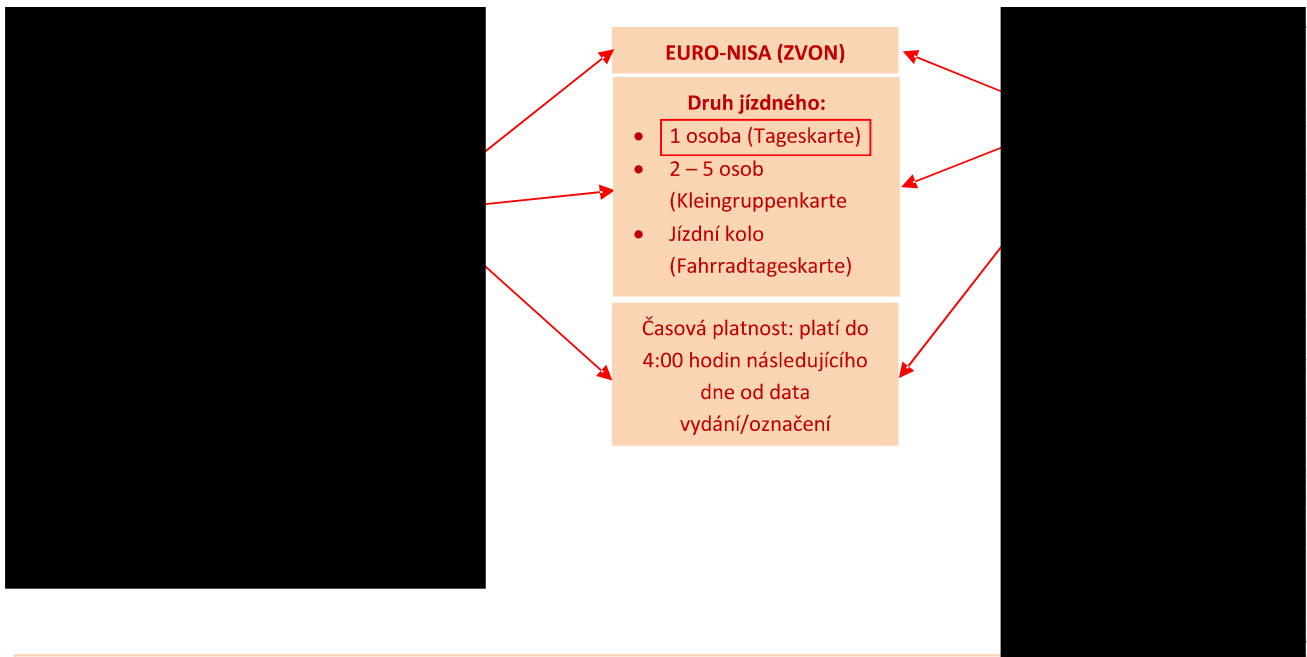 EURO-NISA (ZVON)
Druh jízdného:
• 1 osoba (Tageskarte)
• 2 – 5 osob
(Kleingruppenkarte
• Jízdní kolo
(Fahrradtageskarte)
Časová platnost: platí do
4:00 hodin následujícího
dne od data
vydání/označení